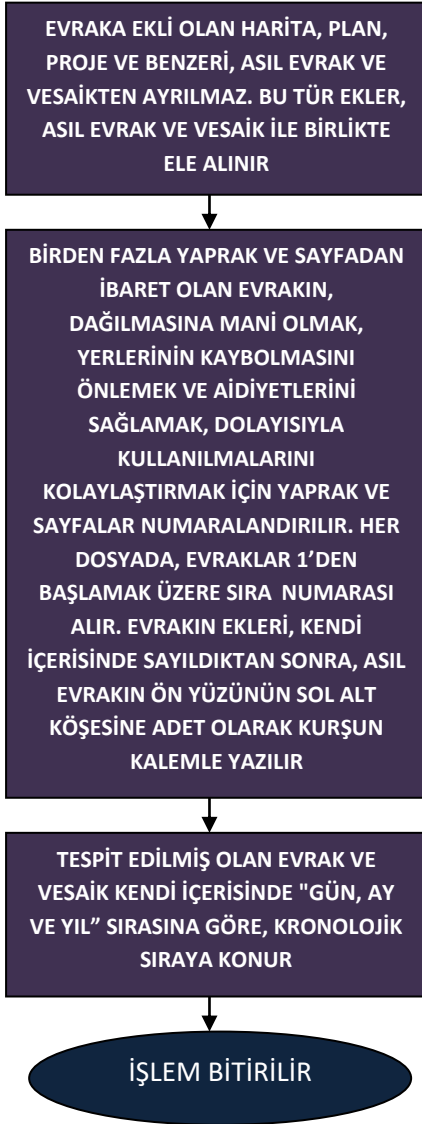 EVRAKA EKLİ OLAN HARİTA, PLAN,
PROJE VE BENZERİ, ASIL EVRAK VE
VESAİKTEN AYRILMAZ. BU TÜR EKLER,
ASIL EVRAK VE VESAİK İLE BİRLİKTE
ELE ALINIR
BİRDEN FAZLA YAPRAK VE SAYFADAN
İBARET OLAN EVRAKIN,
DAĞILMASINA MANİ OLMAK,
YERLERİNİN KAYBOLMASINI
ÖNLEMEK VE AİDİYETLERİNİ
SAĞLAMAK, DOLAYISIYLA
KULLANILMALARINI
KOLAYLAŞTIRMAK İÇİN YAPRAK VE
SAYFALAR NUMARALANDIRILIR. HER
DOSYADA, EVRAKLAR 1’DEN
BAŞLAMAK ÜZERE SIRA NUMARASI
ALIR. EVRAKIN EKLERİ, KENDİ
İÇERİSİNDE SAYILDIKTAN SONRA, ASIL
EVRAKIN ÖN YÜZÜNÜN SOL ALT
KÖŞESİNE ADET OLARAK KURŞUN
KALEMLE YAZILIR
TESPİT EDİLMİŞ OLAN EVRAK VE
VESAİK KENDİ İÇERİSİNDE "GÜN, AY
VE YIL” SIRASINA GÖRE, KRONOLOJİK
SIRAYA KONUR
İŞLEM BİTİRİLİR